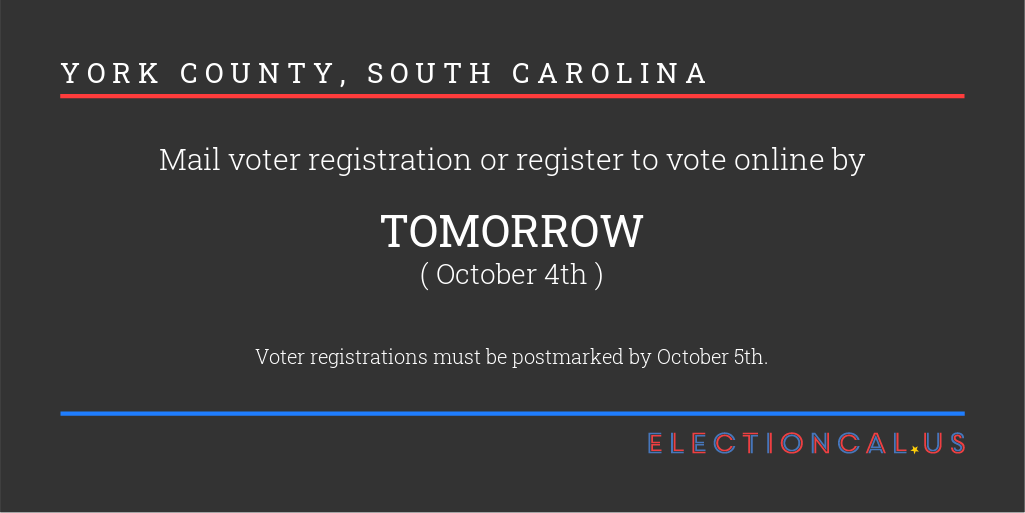 YORK COUNTY, SOUTH CAROLINA
Mail voter registration or register to vote online by
TOMORROW
( October 4th )
Voter registrations must be postmarked by October 5th.
ELECTIONCAL.US